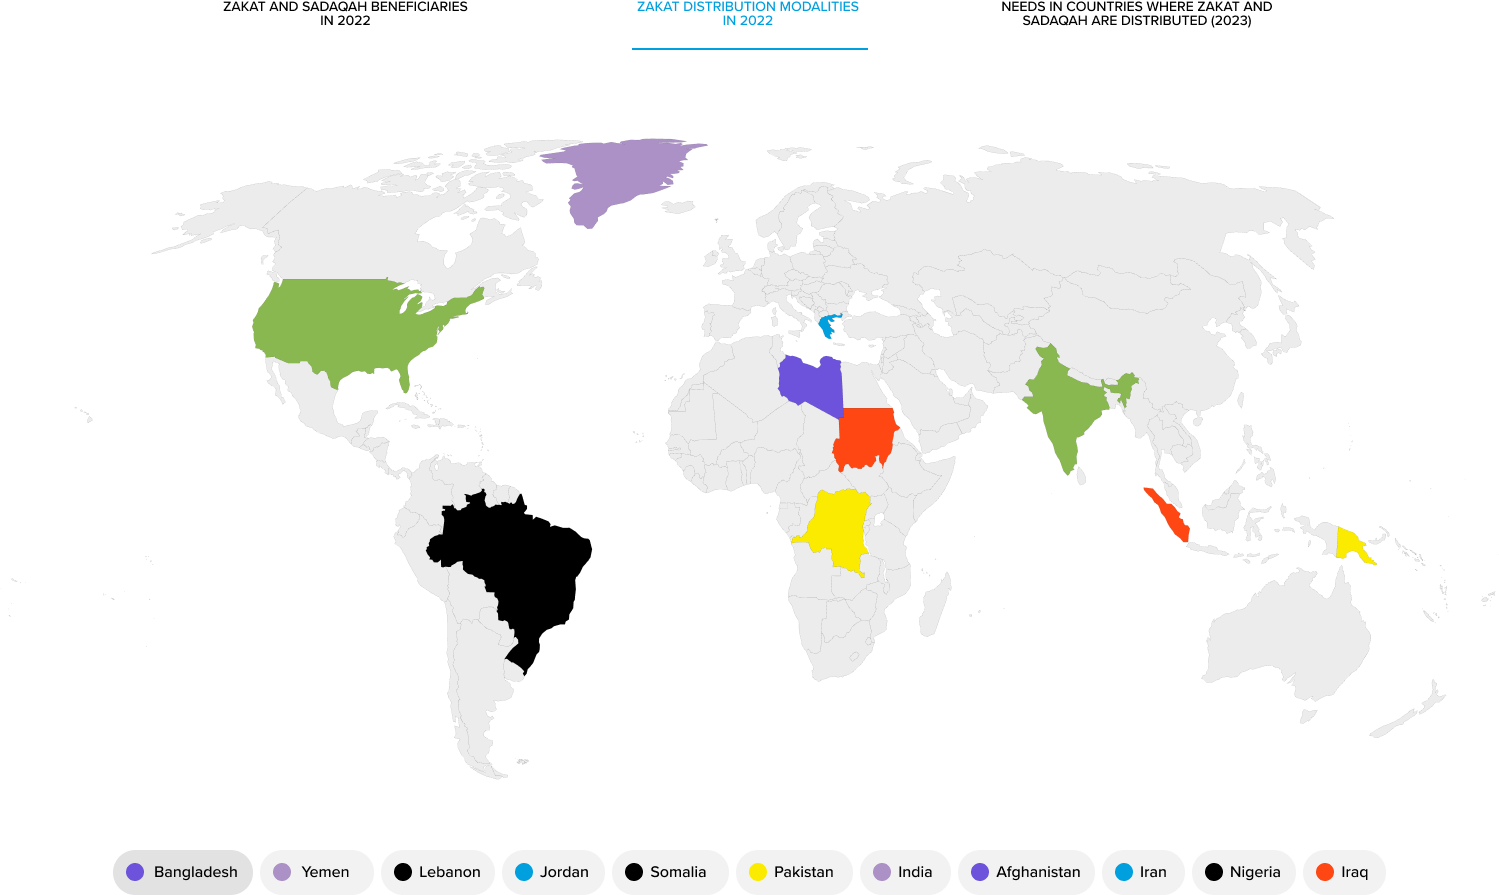 ZAKAT AND SADAQAH BENEFICIARIES
IN 2022
ZAKAT DISTRIBUTION MODALITIES
IN 2022
NEEDS IN COUNTRIES WHERE ZAKAT AND
SADAQAH ARE DISTRIBUTED (2023)
Bangladesh
Yemen
Lebanon
Jordan
Somalia
Pakistan
India
Afghanistan
Iran
Nigeria
Iraq